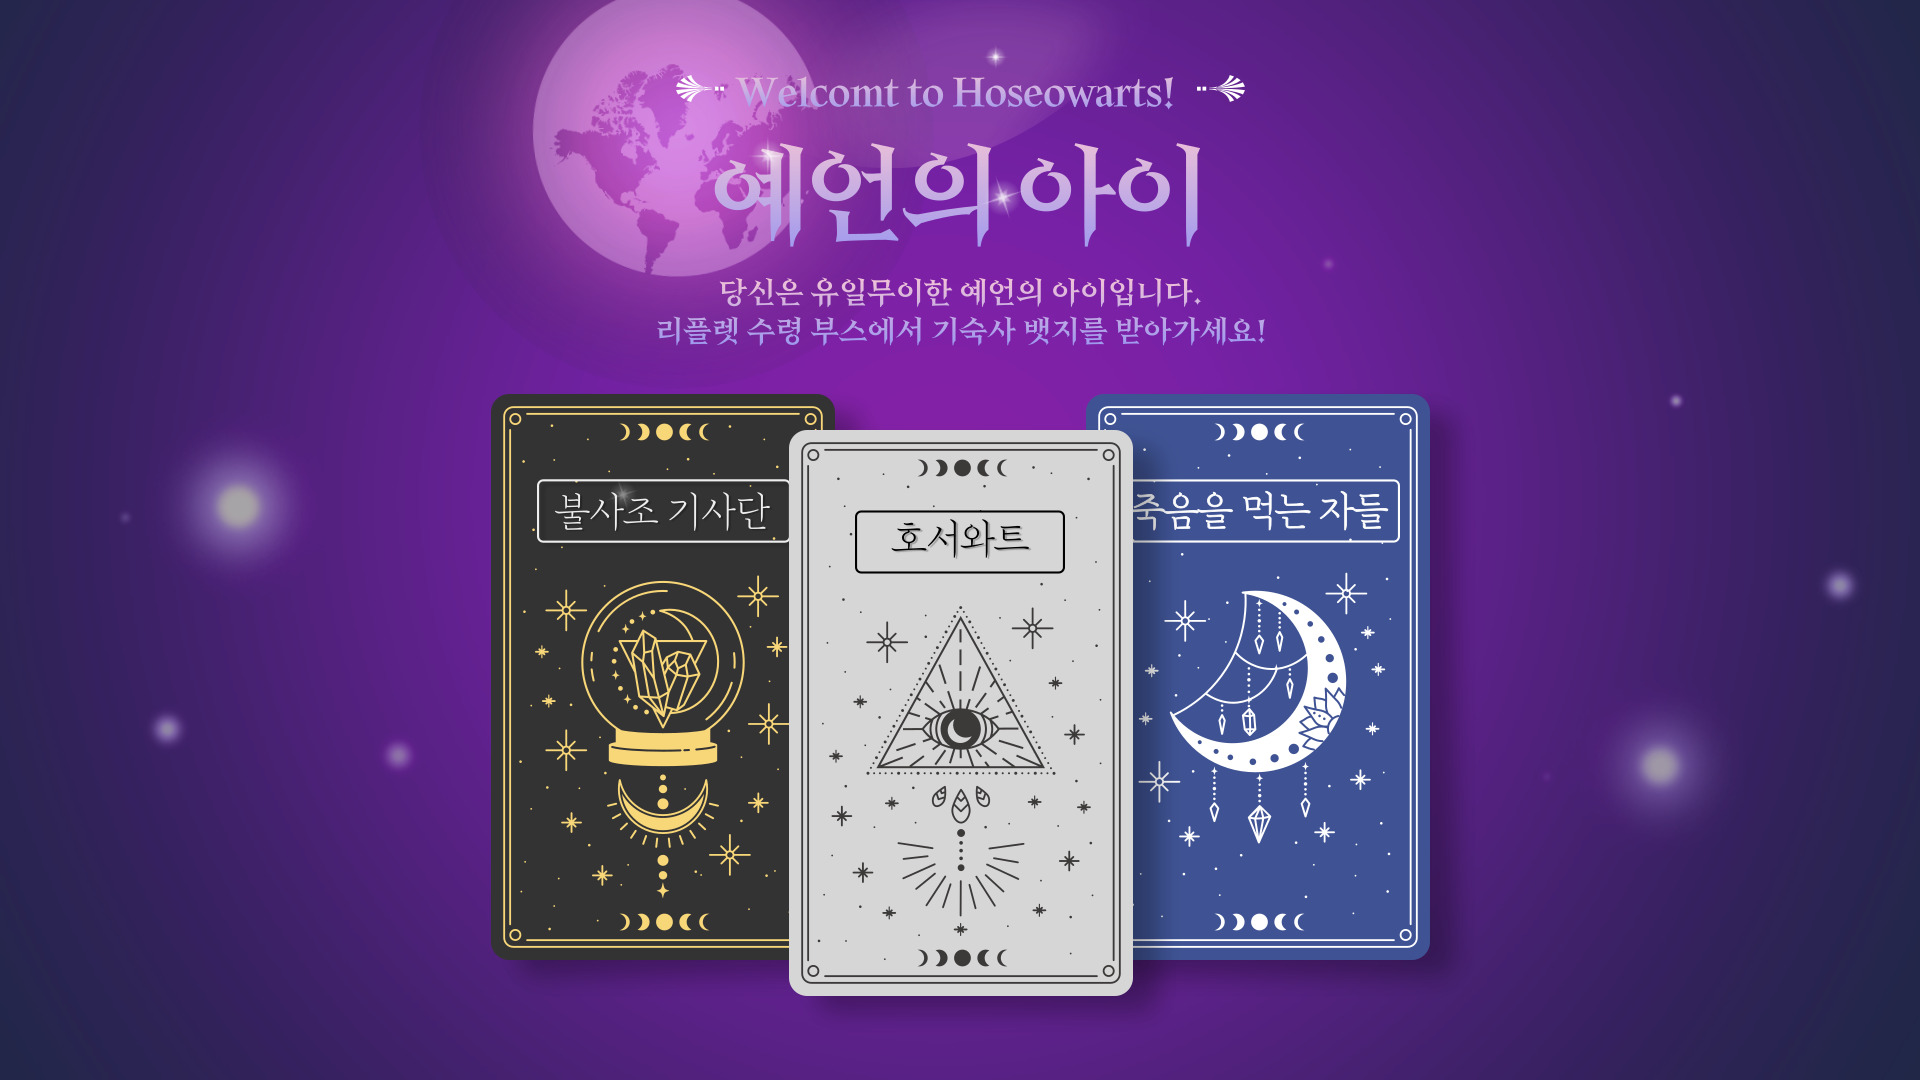 Welcomt to Hoseowarts!
예언의 아이
당신은 유일무이한 예언의 아이입니다.
리플렛 수령 부스에서 기숙사 뱃지를 받아가세요!
불사조 기사단
호서와트
죽음을 먹는 자들